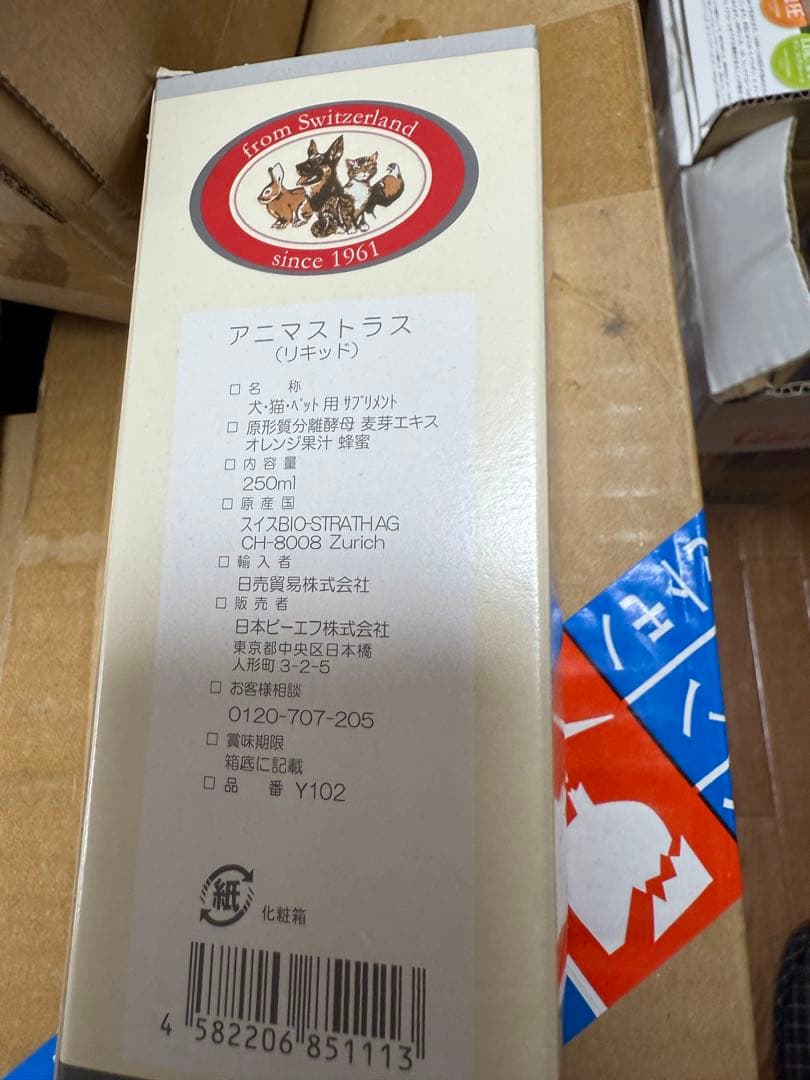 from Switzerland
since 1961
アニマストラス
(リキッド)
□ 名 称
犬・猫・ペット用 サプリメント
□ 原形質分離酵母 麦芽エキス
オレンジ果汁 蜂蜜
□ 内 容 量
250ml
□ 原 産 国
スイスBIO-STRATH AG
CH-8008 Zurich
□ 輸 入 者
日売貿易株式会社
□ 販 売 者
日本ビーエフ株式会社
東京都中央区日本橋
人形町 3-2-5
□ お客様相談
0120-707-205
□ 賞味期限
箱底に記載
□ 品 番 Y102
紙 化粧箱
4 582206 851113